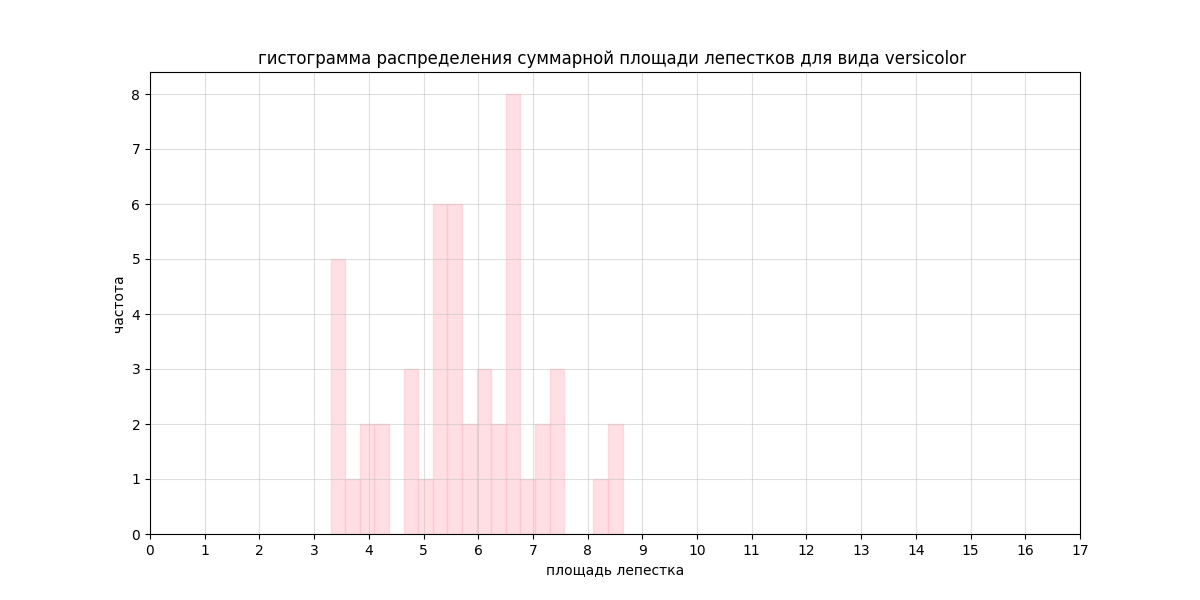 гистограмма распределения суммарной площади лепестков для вида versicolor
8
7
6
5
4
3
2
1
0
частота
0 1 2 3 4 5 6 7 8 9 10 11 12 13 14 15 16 17
площадь лепестка